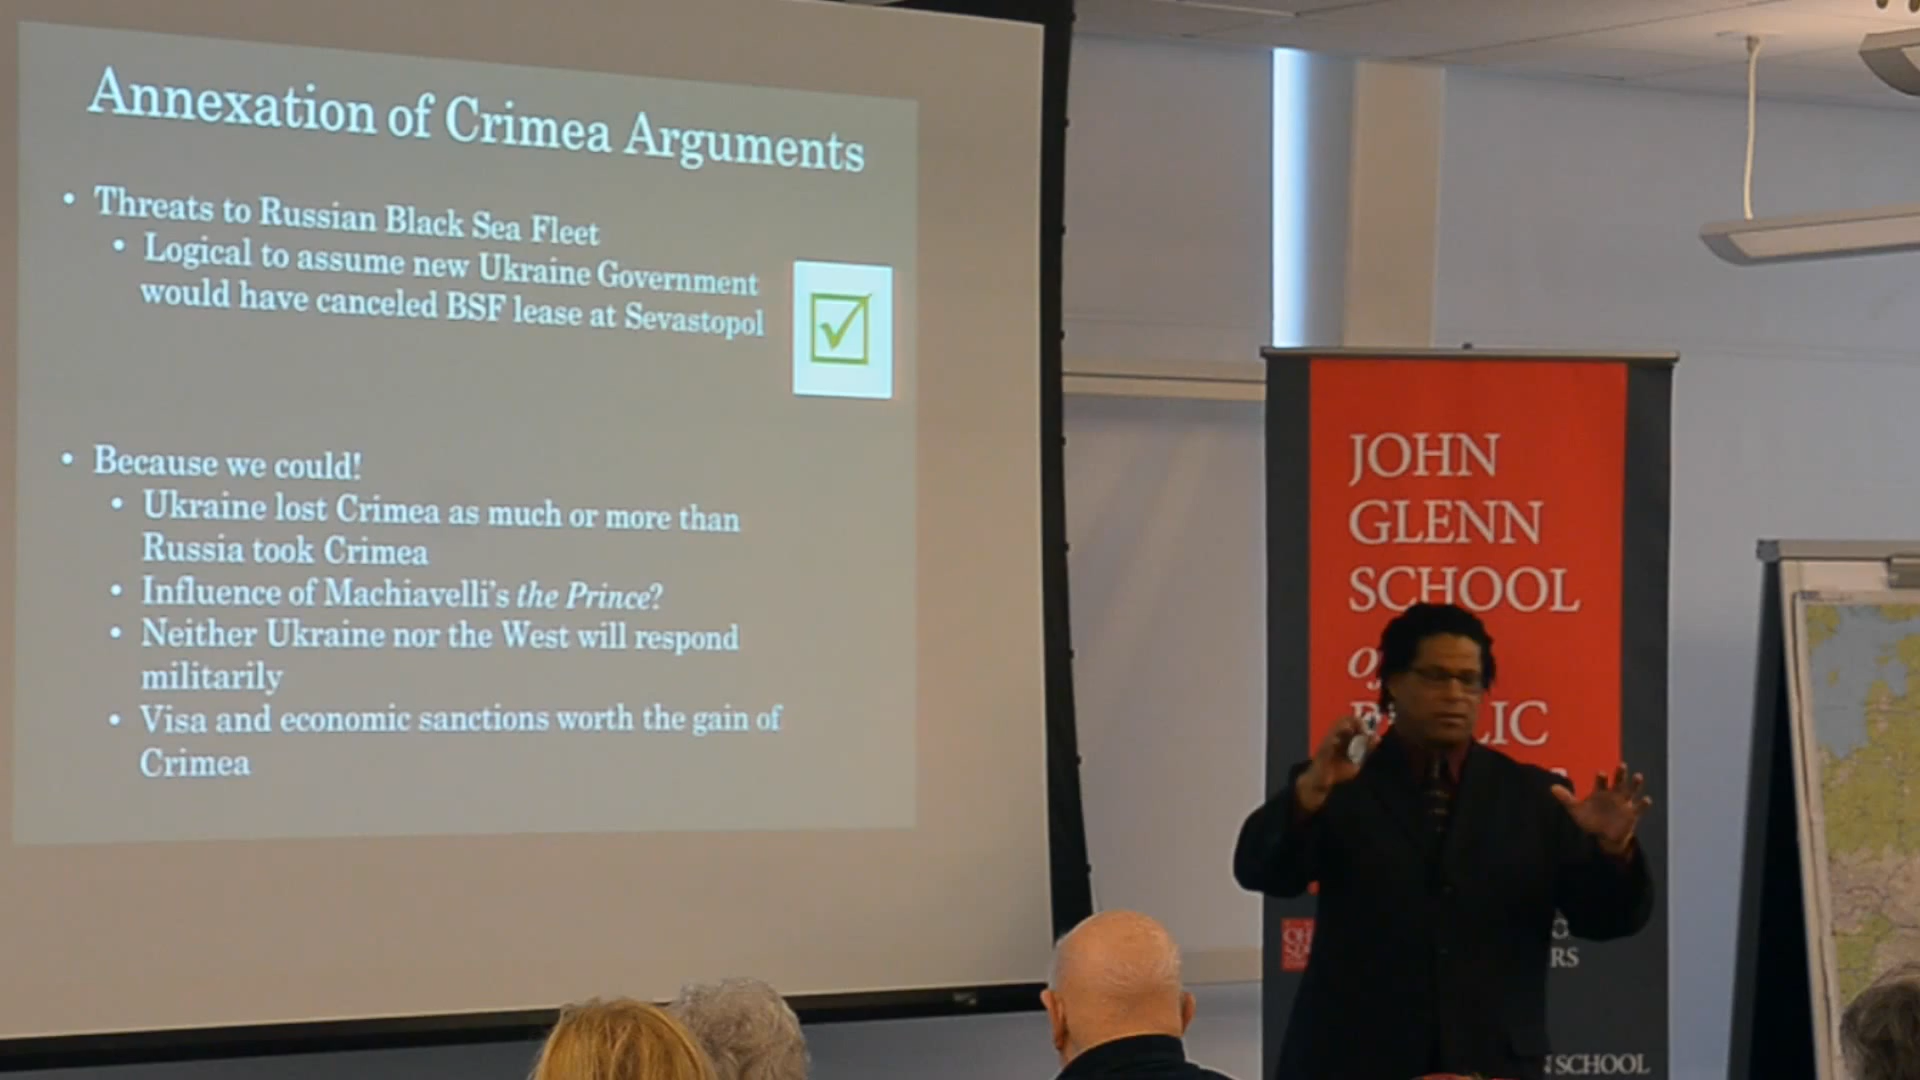 Annexation of Crimea Arguments
• Threats to Russian Black Sea Fleet
• Logical to assume new Ukraine Government
would have canceled BSF lease at Sevastopol
• Because we could!
• Ukraine lost Crimea as much or more than
Russia took Crimea
• Influence of Machiavelli's the Prince?
• Neither Ukraine nor the West will respond
militarily
• Visa and economic sanctions worth the gain of
Crimea
JOHN
GLENN
SCHOOL
SCHOOL